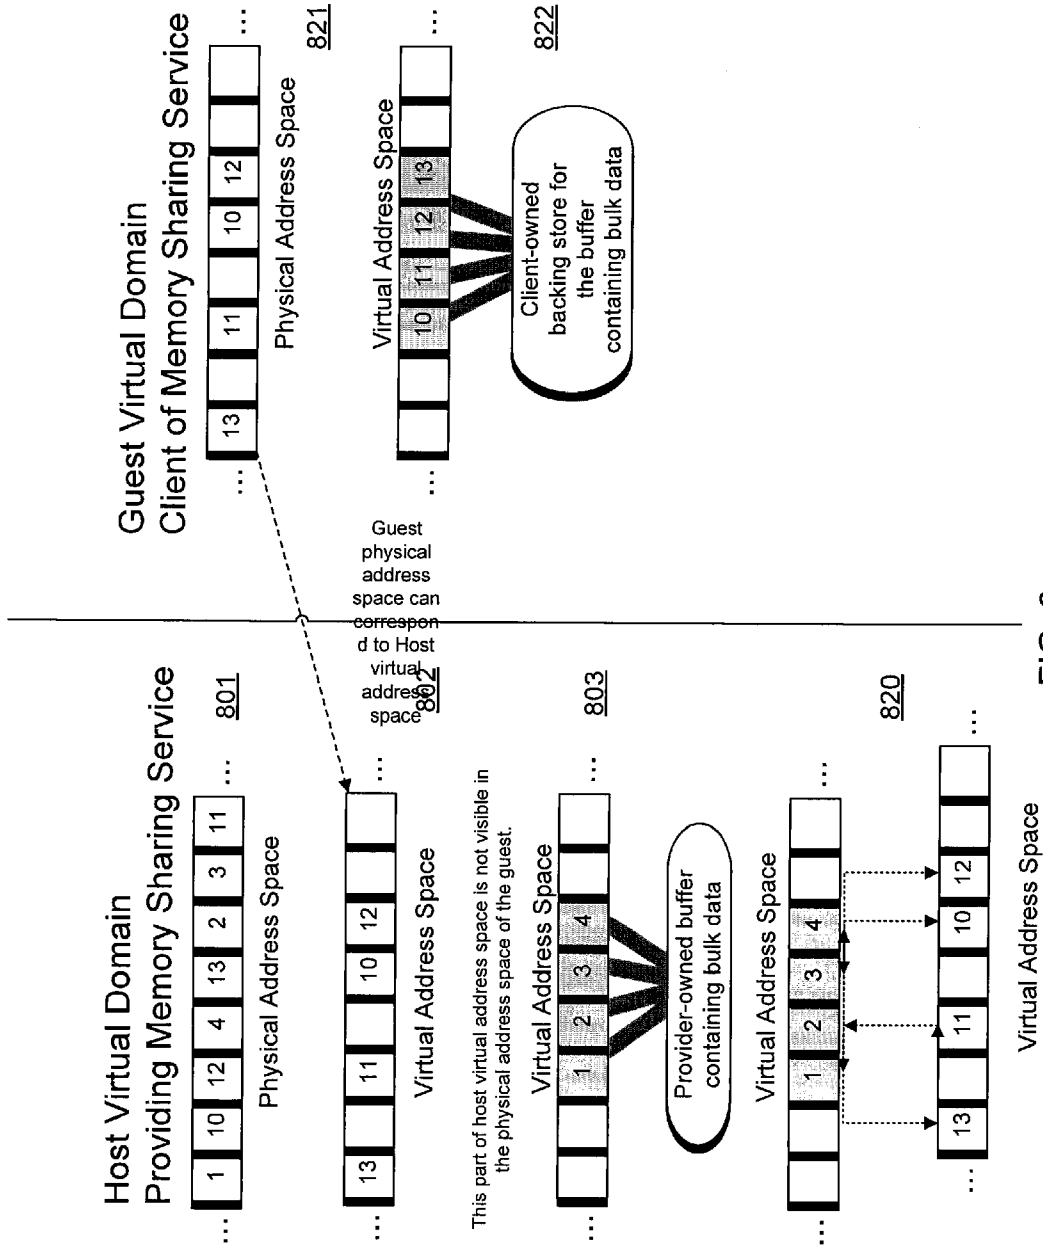 Host Virtual Domain
Providing Memory Sharing Service
... 1 10 12 4 13 2 3 11 ...
Physical Address Space
801
... 13 11 10 12 ...
Virtual Address Space
802
This part of host virtual address space is not visible in
the physical address space of the guest.
Virtual Address Space
1 2 3 4 ...
803
Provider-owned buffer
containing bulk data
Virtual Address Space
... 1 2 3 4 ...
820
... 13 11 10 12 ...
Virtual Address Space
Guest
physical
address
space can
correspon
d to Host
virtual
address
space
Guest Virtual Domain
Client of Memory Sharing Service
... 13 11 10 12 ...
Physical Address Space
821
Virtual Address Space
... 10 11 12 13 ...
822
Client-owned
backing store for
the buffer
containing bulk data